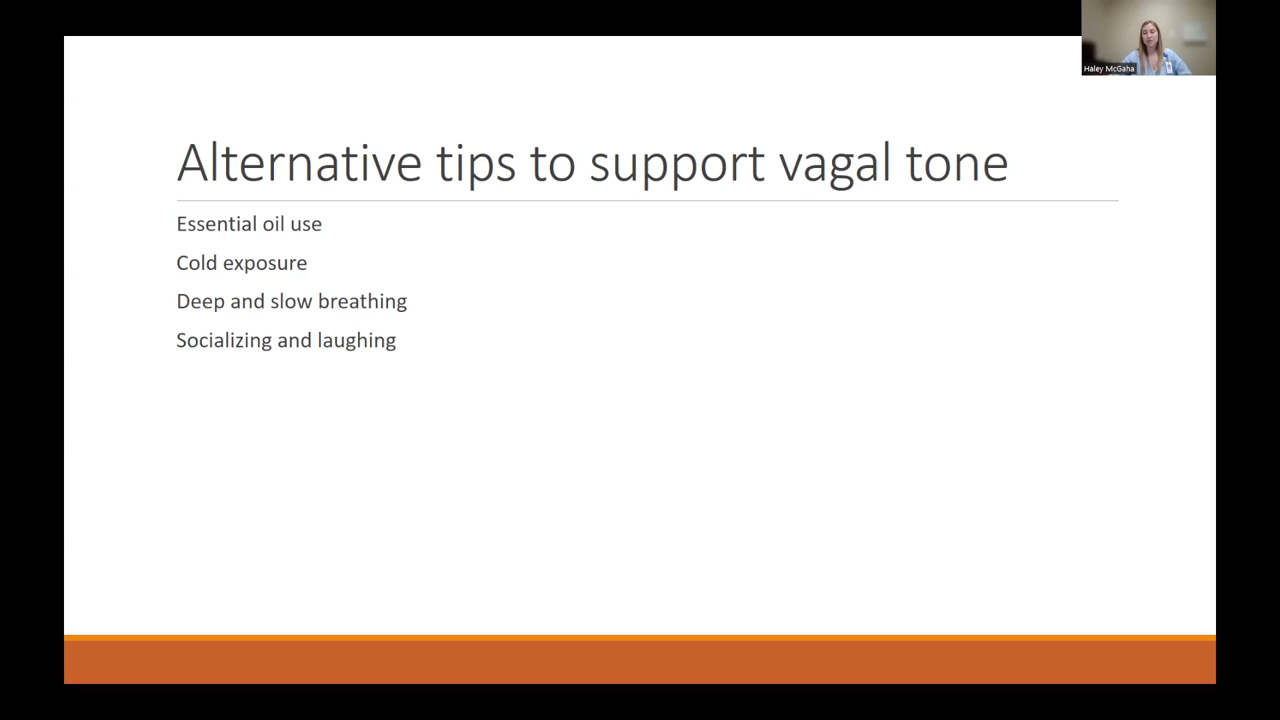 Haley McGaha
Alternative tips to support vagal tone
Essential oil use
Cold exposure
Deep and slow breathing
Socializing and laughing